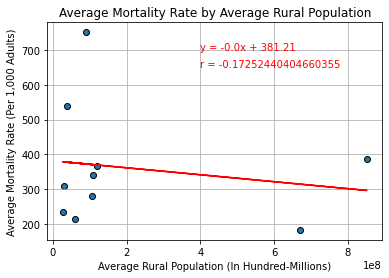 Average Mortality Rate by Average Rural Population
Average Mortality Rate (Per 1,000 Adults)
700
600
500
400
300
200
y = -0.0x + 381.21
r = -0.17252440404660355
0
2
4
6
8
1e8
Average Rural Population (In Hundred-Millions)